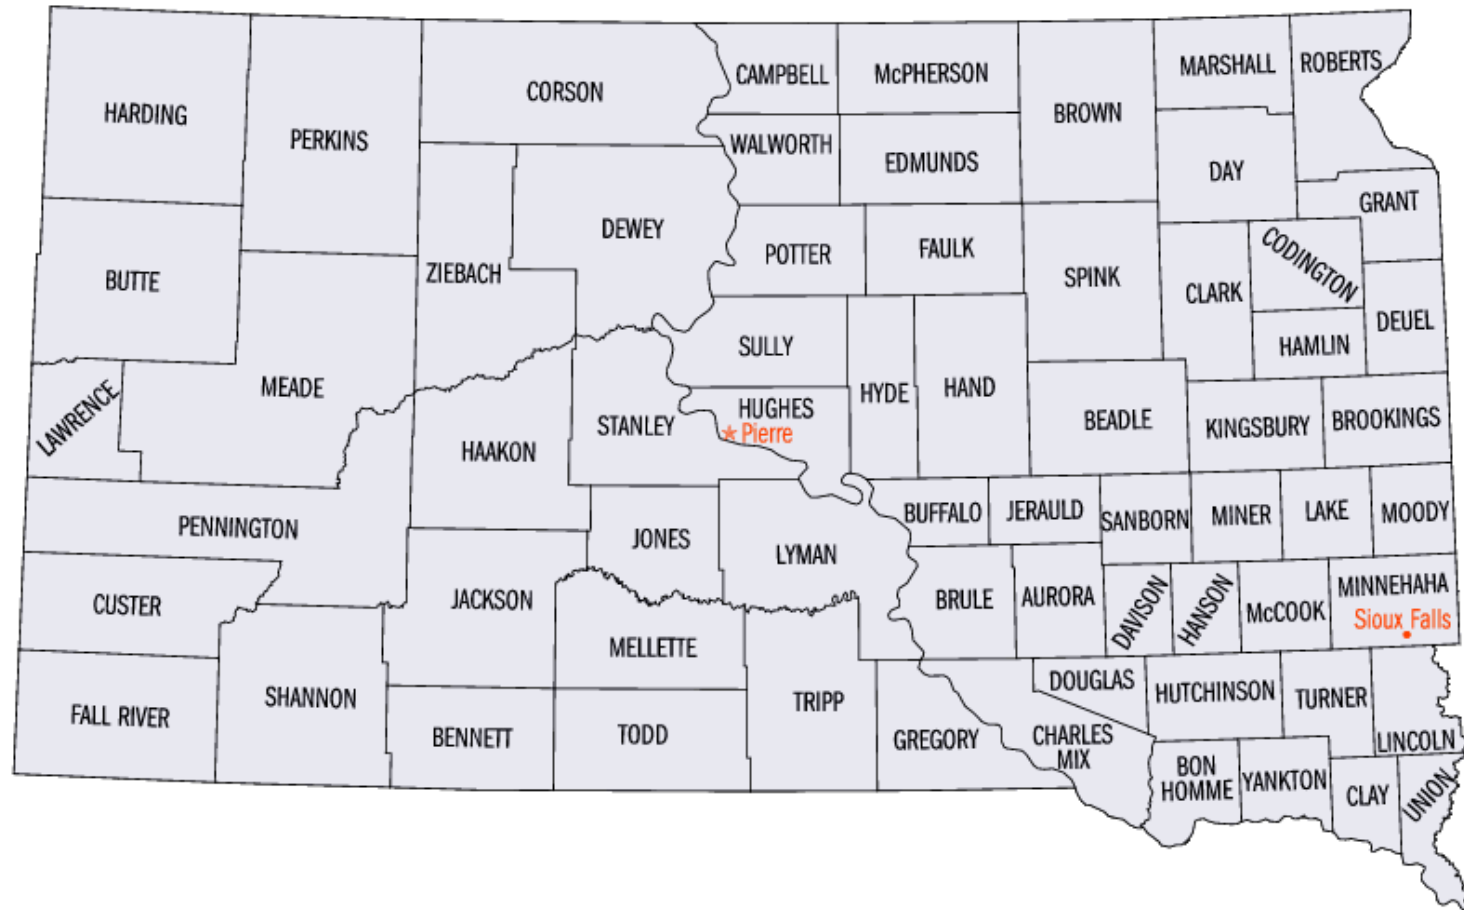 HARDING
PERKINS
CORSON
CAMPBELL
McPHERSON
BROWN
MARSHALL
ROBERTS
WALWORTH
EDMUNDS
DAY
GRANT
BUTTE
ZIEBACH
DEWEY
POTTER
FAULK
SPINK
CLARK
CODINGTON
HAMLIN
DEUEL
LAWRENCE
MEADE
HAAKON
STANLEY
SULLY
HUGHES
Pierre
HYDE
HAND
BEADLE
KINGSBURY
BROOKINGS
PENNINGTON
JONES
LYMAN
BUFFALO
JERAULD
SANBORN
MINER
LAKE
MOODY
CUSTER
JACKSON
MELLETTE
BRULE
AURORA
DAVISON
HANSON
McCOOK
MINNEHAHA
Sioux Falls
FALL RIVER
SHANNON
BENNETT
TODD
TRIPP
GREGORY
CHARLES
MIX
DOUGLAS
HUTCHINSON
TURNER
LINCOLN
BON
HOMME
YANKTON
CLAY
UNION